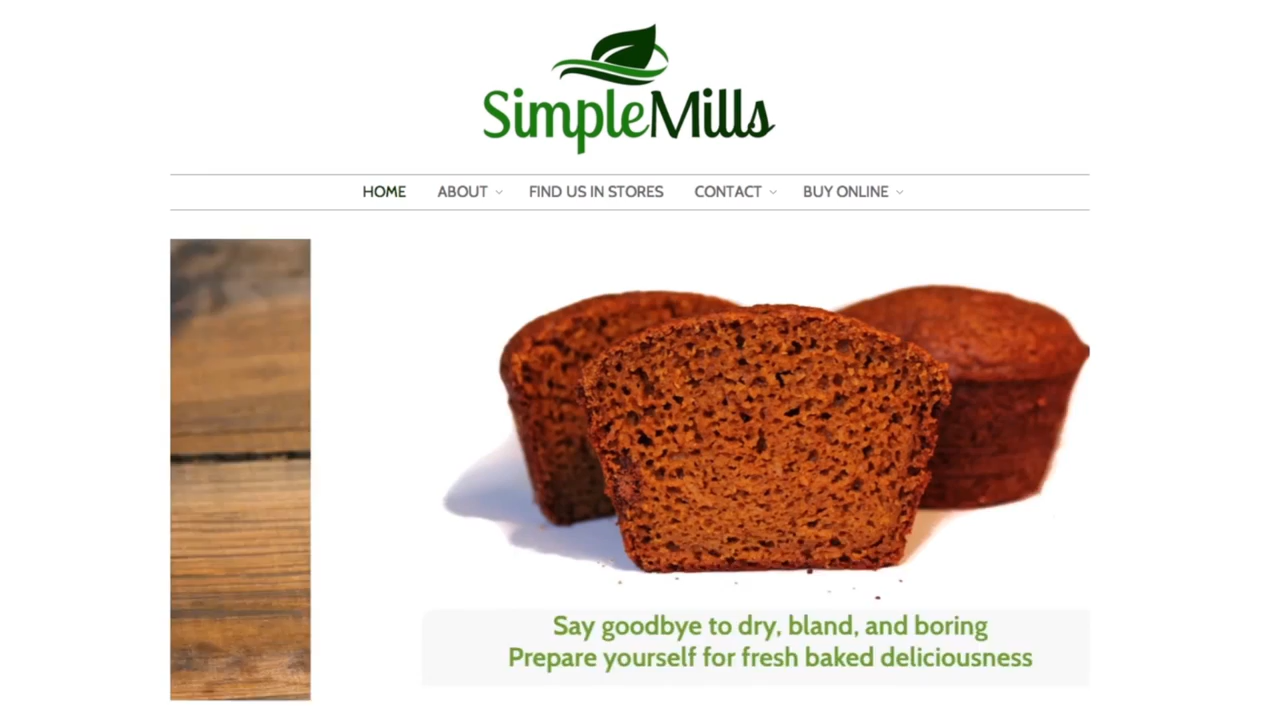 SimpleMills
HOME ABOUT FIND US IN STORES CONTACT BUY ONLINE
Say goodbye to dry, bland, and boring
Prepare yourself for fresh baked deliciousness